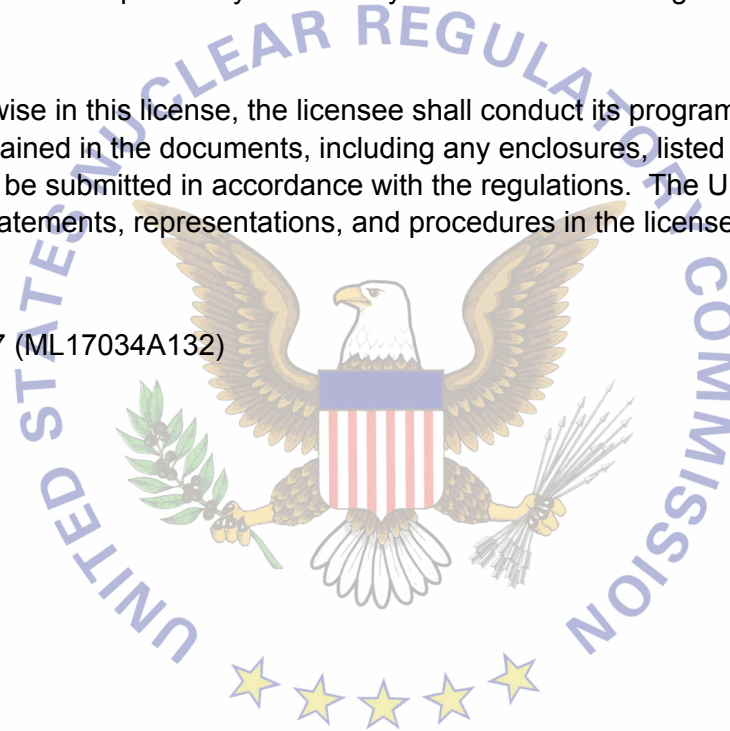 UNITED STATES NUCLEAR REGULATORY COMMISSION
wise in this license, the licensee shall conduct its program
ained in the documents, including any enclosures, listed
be submitted in accordance with the regulations. The U
atements, representations, and procedures in the license
7 (ML17034A132)